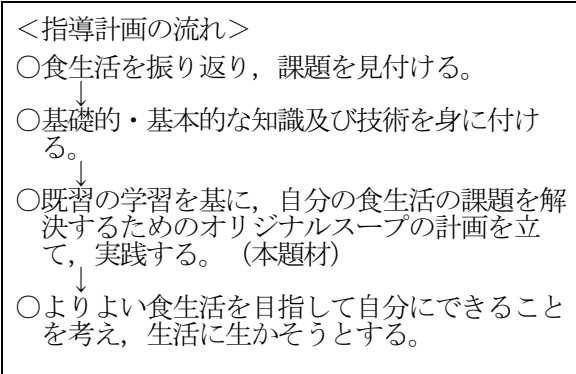 ＜指導計画の流れ＞
○食生活を振り返り，課題を見付ける。
↓
○基礎的・基本的な知識及び技術を身に付け
る。
↓
○既習の学習を基に，自分の食生活の課題を解
決するためのオリジナルスープの計画を立
て，実践する。（本題材）
↓
○よりよい食生活を目指して自分にできること
を考え，生活に生かそうとする。